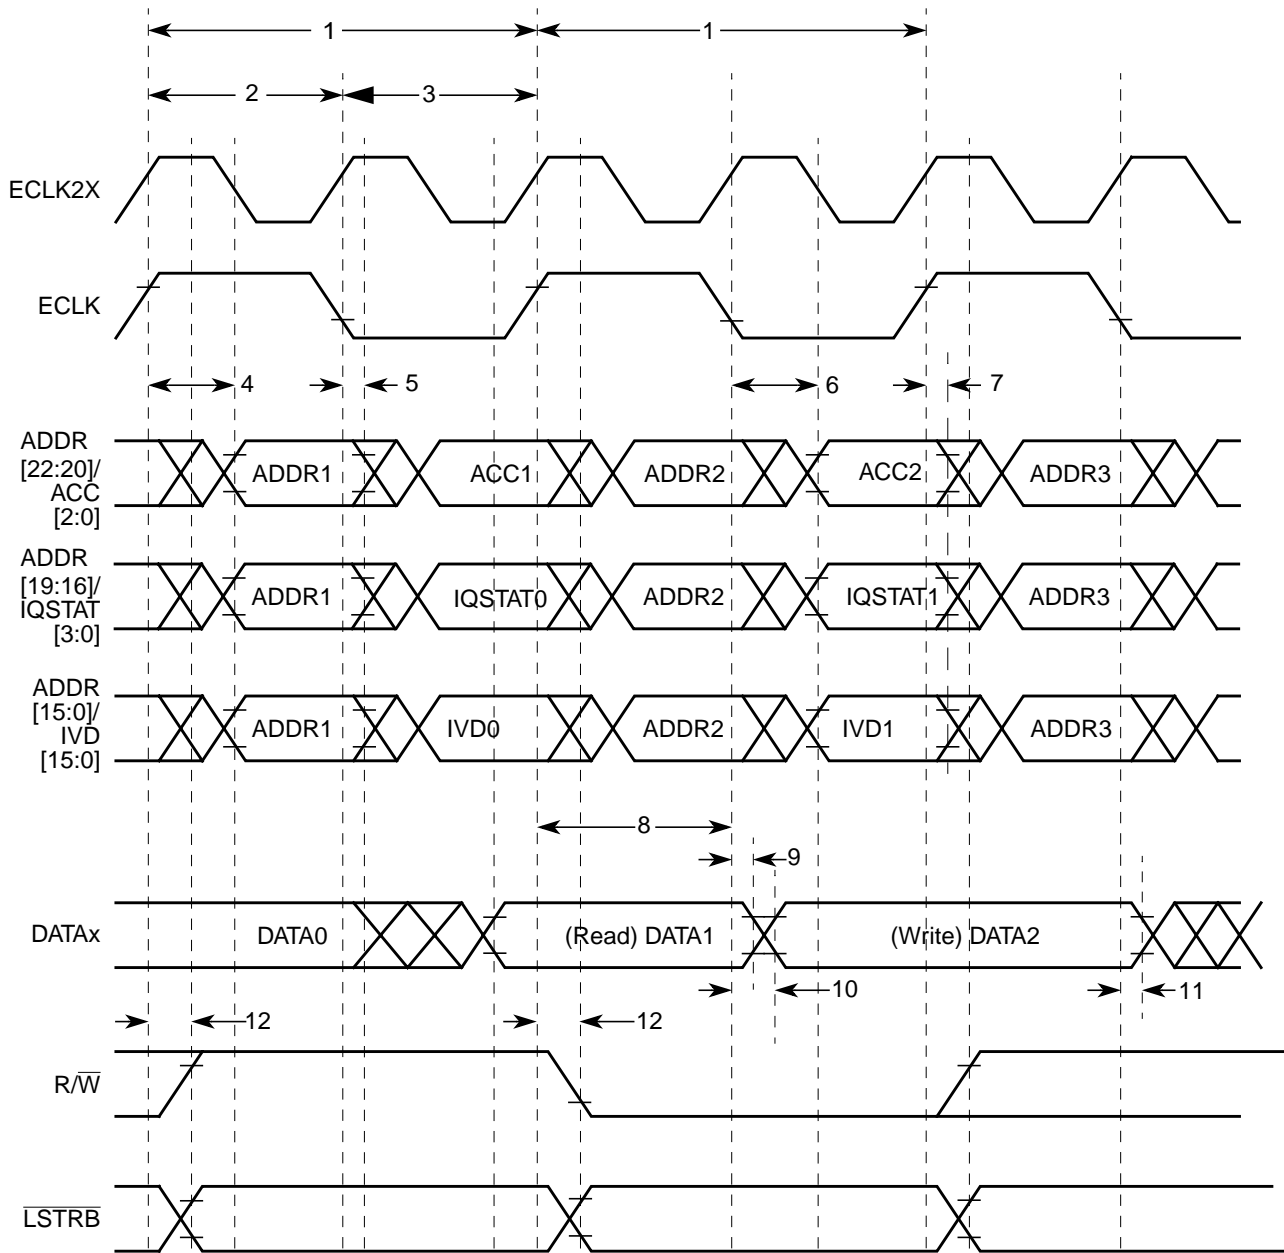 1 1
2 3
ECLK2X
ECLK
4 5 6 7
ADDR
[22:20]/
ACC
[2:0]
ADDR1 ACC1 ADDR2 ACC2 ADDR3
ADDR
[19:16]/
IQSTAT
[3:0]
ADDR1 IQSTAT0 ADDR2 IQSTAT1 ADDR3
ADDR
[15:0]/
IVD
[15:0]
ADDR1 IVD0 ADDR2 IVD1 ADDR3
8
9
DATAx DATA0 (Read) DATA1 (Write) DATA2
10 11
12 12
R/W̅
L̅S̅T̅R̅B̅